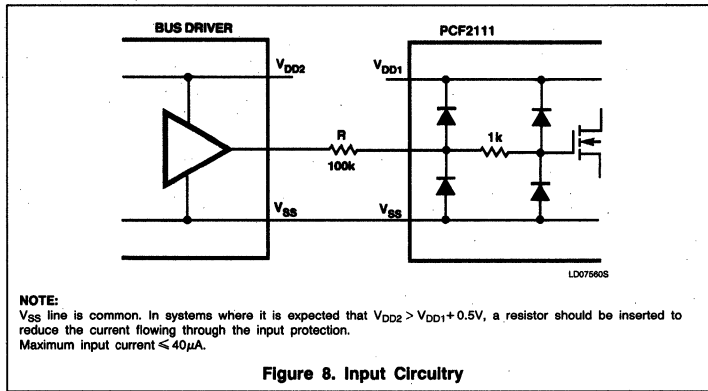 BUS DRIVER
PCF2111
VDD2
VDD1
R
100k
1k
VSS
VSS
LD07560S
NOTE:
VSS line is common. In systems where it is expected that VDD2 > VDD1 + 0.5V, a resistor should be inserted to
reduce the current flowing through the input protection.
Maximum input current ⩽ 40μA.
Figure 8. Input Circuitry